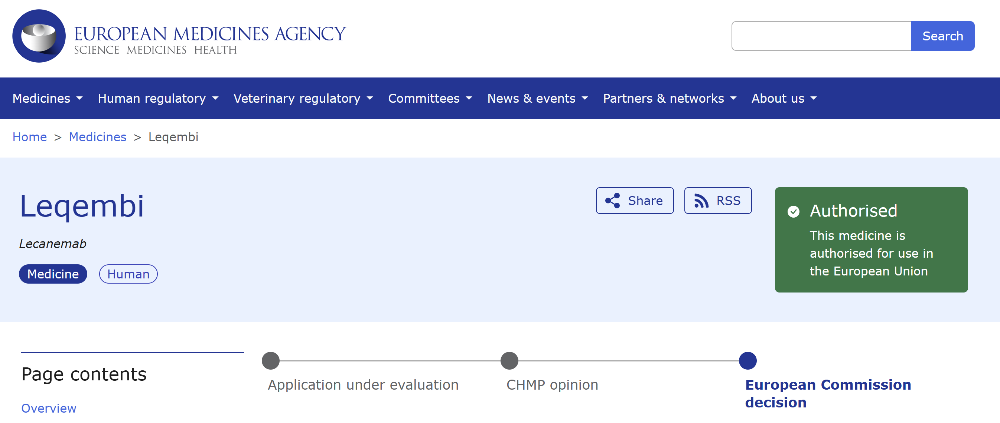 EUROPEAN MEDICINES AGENCY
SCIENCE MEDICINES HEALTH
Search
Medicines Human regulatory Veterinary regulatory Committees News & events Partners & networks About us
Home > Medicines > Leqembi
Leqembi
Lecanemab
Medicine Human
Share RSS
Authorised
This medicine is
authorised for use in
the European Union
Page contents
Overview
Application under evaluation
CHMP opinion
European Commission
decision